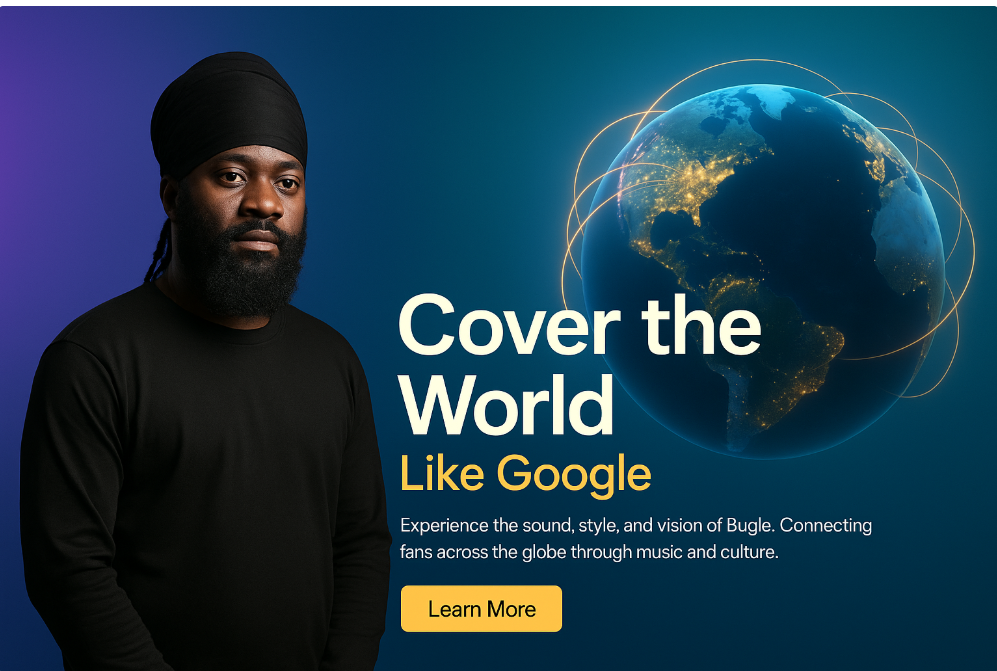 Cover the
World
Like Google
Experience the sound, style, and vision of Bugle. Connecting
fans across the globe through music and culture.
Learn More